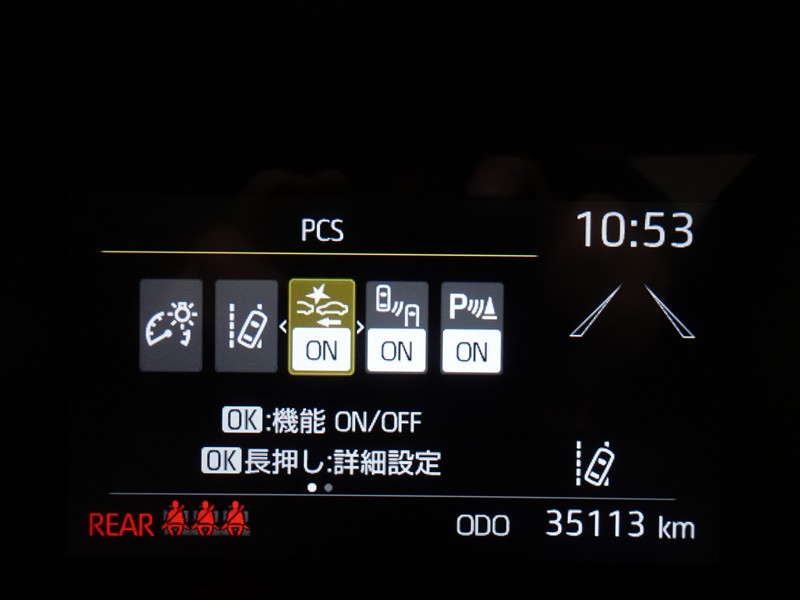 PCS
10:53
ON ON P ON
OK:機能 ON/OFF
OK長押し:詳細設定
REAR ODO 35113 km